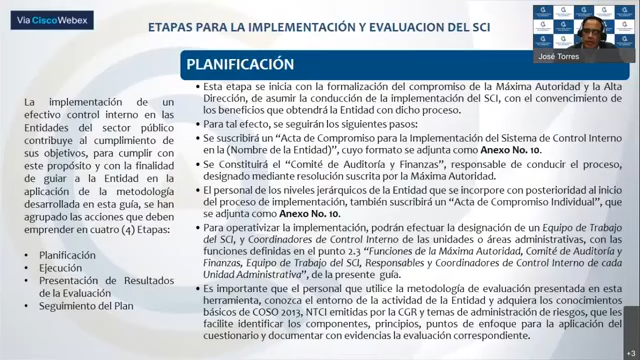 Via CiscoWebex
ETAPAS PARA LA IMPLEMENTACIÓN Y EVALUACION DEL SCI
José Torres
PLANIFICACIÓN
La implementación de un
efectivo control interno en las
Entidades del sector público
contribuye al cumplimiento de
sus objetivos, para cumplir con
este propósito y con la finalidad
de guiar a la Entidad en la
aplicación de la metodología
desarrollada en esta guía, se
han agrupado las acciones que deben
emprender en cuatro (4) Etapas:
• Planificación
• Ejecución
• Presentación de Resultados
de la Evaluación
• Seguimiento del Plan
• Esta etapa se inicia con la formalización del compromiso de la Máxima Autoridad y la Alta
Dirección, de asumir la conducción de la implementación del SCI, con el convencimiento de
los beneficios que obtendrá la Entidad con dicho proceso.
• Para tal efecto, se seguirán los siguientes pasos:
• Se suscribirá un “Acta de Compromiso para la Implementación del Sistema de Control Interno
en la (Nombre de la Entidad)”, cuyo formato se adjunta como Anexo No. 10.
• Se Constituirá el “Comité de Auditoría y Finanzas”, responsable de conducir el proceso,
designado mediante resolución suscrita por la Máxima Autoridad.
• El personal de los niveles jerárquicos de la Entidad que se incorpore con posterioridad al inicio
del proceso de implementación, también suscribirá un “Acta de Compromiso Individual”, que
se adjunta como Anexo No. 10.
• Para operativizar la implementación, podrán efectuar la designación de un Equipo de Trabajo
del SCI, y Coordinadores de Control Interno de las unidades o áreas administrativas, con las
funciones definidas en el punto 2.3 “Funciones de la Máxima Autoridad, Comité de Auditoría y
Finanzas, Equipo de Trabajo del SCI, Responsables y Coordinadores de Control Interno de cada
Unidad Administrativa”, de la presente guía.
• Es importante que el personal que utilice la metodología de evaluación presentada en esta
herramienta, conozca el entorno de la actividad de la Entidad y adquiera los conocimientos
básicos de COSO 2013, NTCI emitidas por la CGR y temas de administración de riesgos, que les
facilite identificar los componentes, principios, puntos de enfoque para la aplicación del
cuestionario y documentar con evidencias la evaluación correspondiente.
+3